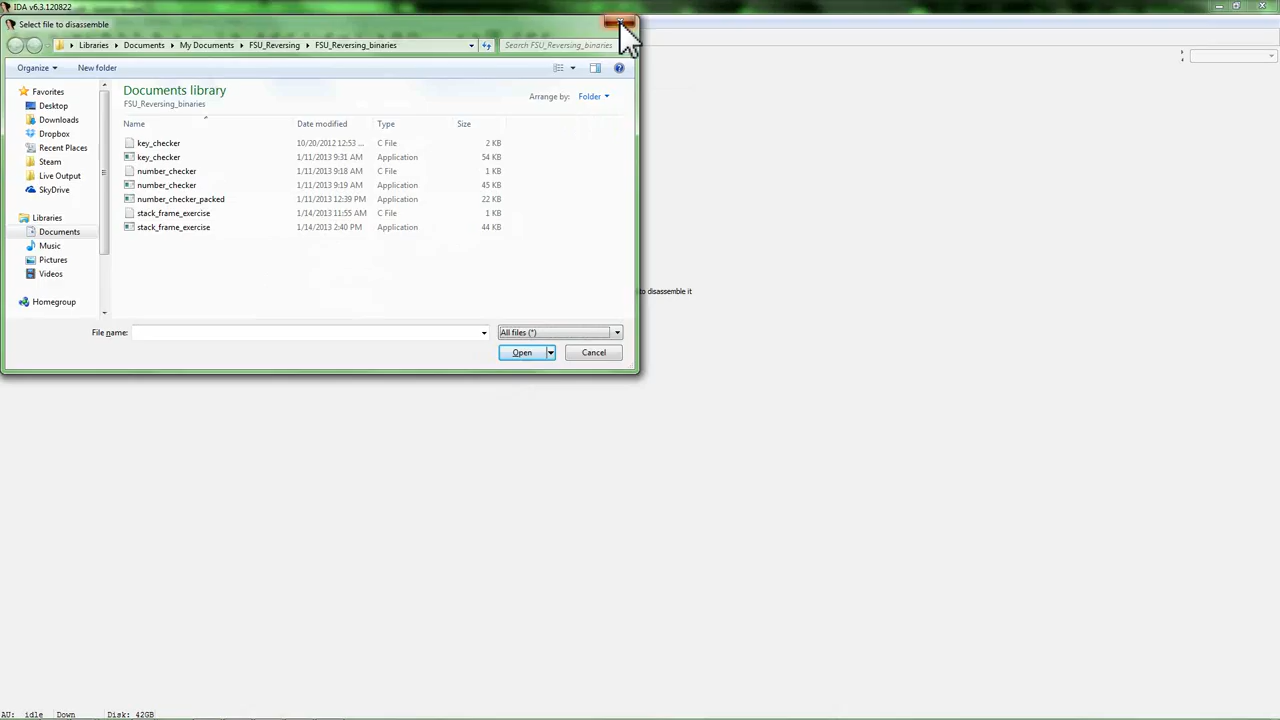 IDA v6.3.120822
Select file to disassemble
Libraries
Documents
My Documents
FSU_Reversing
FSU_Reversing_binaries
Search FSU_Reversing_binaries
Organize
New folder
Favorites
Desktop
Downloads
Dropbox
Recent Places
Steam
Live Output
SkyDrive
Libraries
Documents
Music
Pictures
Videos
Homegroup
Documents library
FSU_Reversing_binaries
Arrange by: Folder
Name Date modified Type Size
key_checker 10/20/2012 12:53 ... C File 2 KB
key_checker 1/11/2013 9:31 AM Application 54 KB
number_checker 1/11/2013 9:18 AM C File 1 KB
number_checker 1/11/2013 9:19 AM Application 45 KB
number_checker_packed 1/11/2013 12:39 PM Application 22 KB
stack_frame_exercise 1/14/2013 11:55 AM C File 1 KB
stack_frame_exercise 1/14/2013 2:40 PM Application 44 KB
to disassemble it
File name:
All files (*)
Open
Cancel
AU: idle Down Disk: 42GB